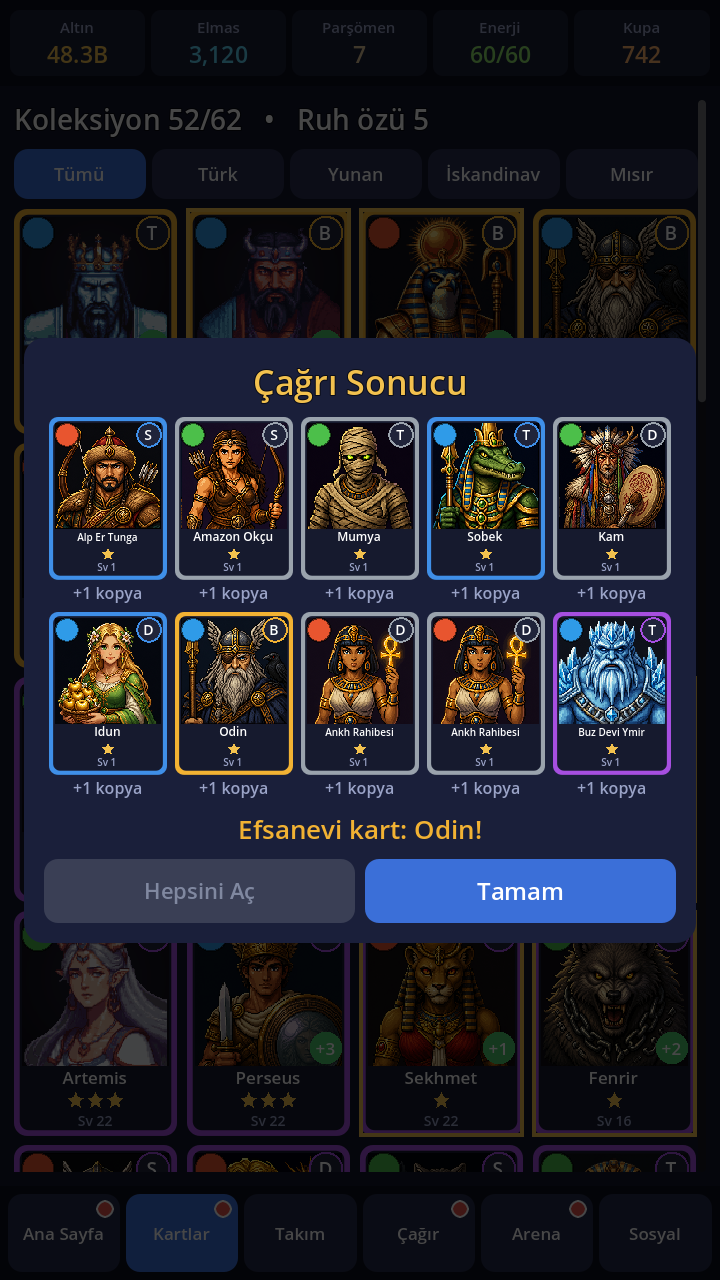 Altın Elmas Parşömen Enerji Kupa
48.3B 3,120 7 60/60 742
Koleksiyon 52/62 • Ruh özü 5
Tümü Türk Yunan İskandinav Mısır
T B B B
Çağrı Sonucu
S S T T D
Alp Er Tunga Amazon Okçu Mumya Sobek Kam
Sv 1 Sv 1 Sv 1 Sv 1 Sv 1
+1 kopya +1 kopya +1 kopya +1 kopya +1 kopya
D B D D T
Idun Odin Ankh Rahibesi Ankh Rahibesi Buz Devi Ymir
Sv 1 Sv 1 Sv 1 Sv 1 Sv 1
+1 kopya +1 kopya +1 kopya +1 kopya +1 kopya
Efsanevi kart: Odin!
Hepsini Aç Tamam
+3 +1 +2
Artemis Perseus Sekhmet Fenrir
Sv 22 Sv 22 Sv 22 Sv 16
S D S T
Ana Sayfa Kartlar Takım Çağır Arena Sosyal